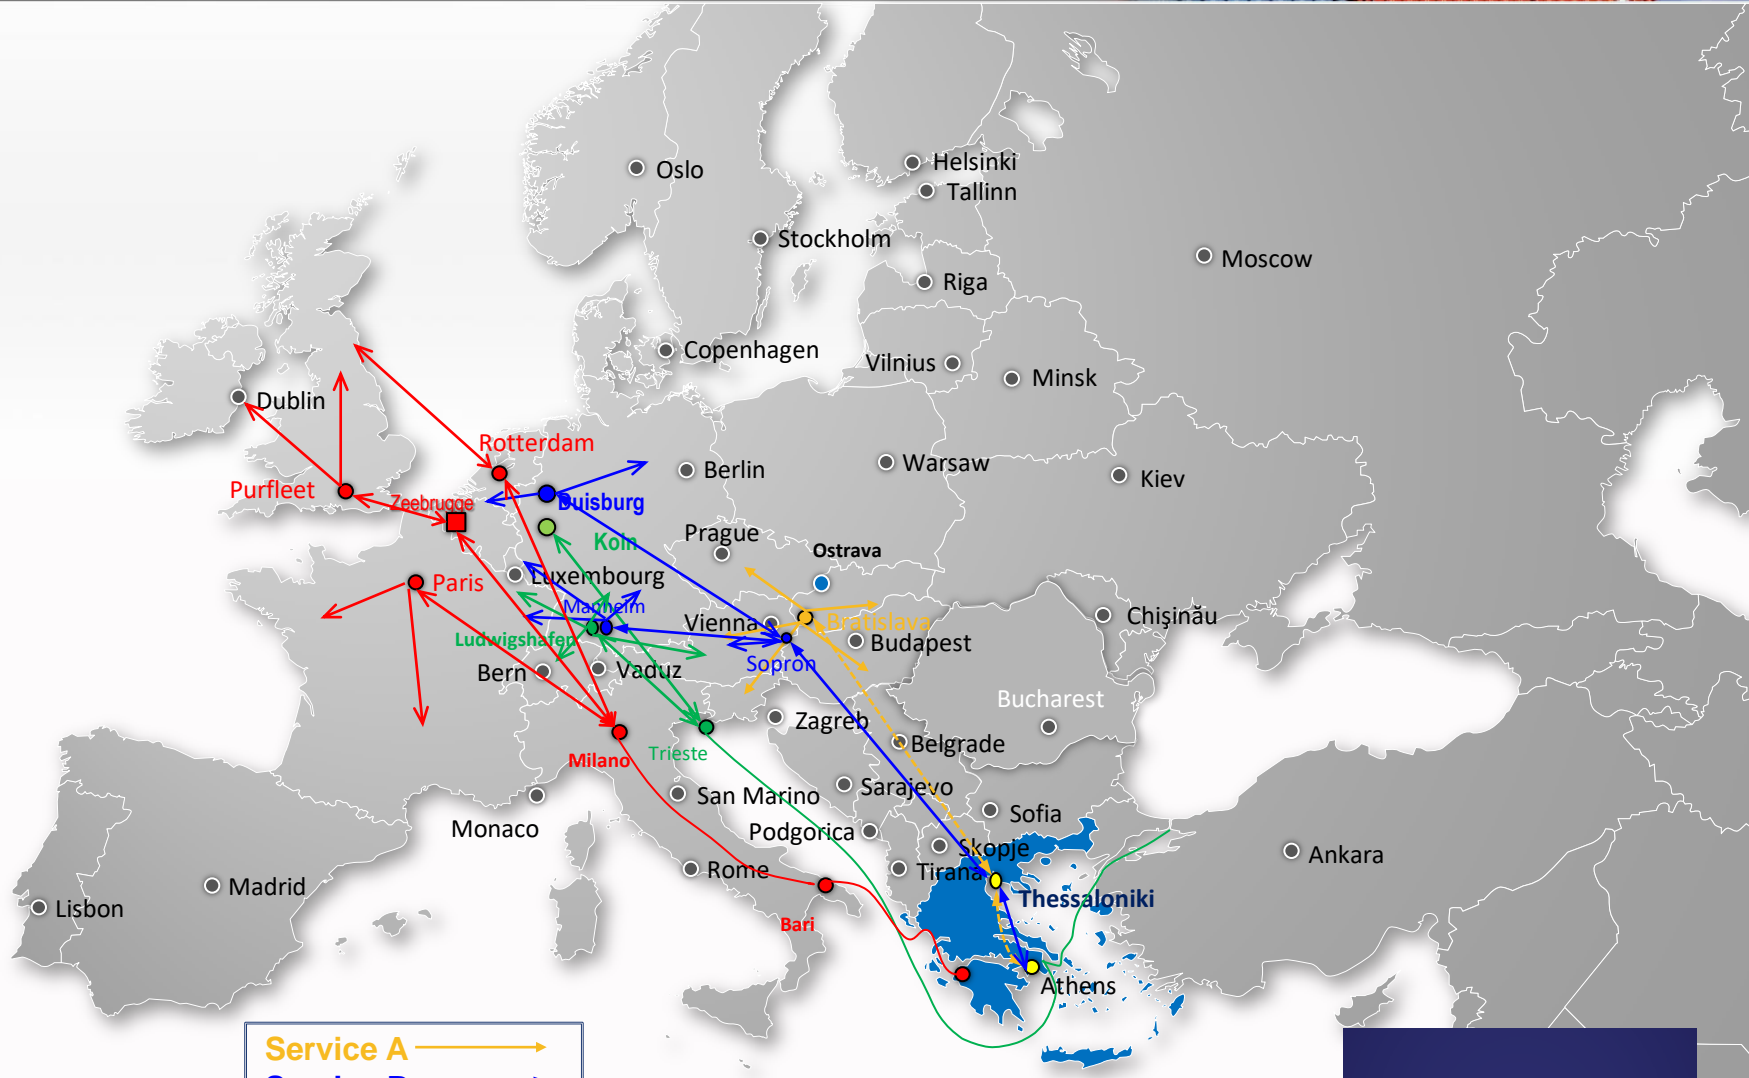 Oslo
Helsinki
Tallinn
Stockholm
Moscow
Riga
Copenhagen
Vilnius
Minsk
Dublin
Rotterdam
Berlin
Warsaw
Kiev
Purfleet
Zeebrugge
Duisburg
Prague
Koln
Ostrava
Luxembourg
Paris
Manheim
Vienna
Bratislava
Chişinău
Ludwigshafen
Budapest
Sopron
Bern
Vaduz
Bucharest
Zagreb
Belgrade
Milano
Trieste
Sarajevo
San Marino
Sofia
Monaco
Podgorica
Skopje
Ankara
Rome
Tirana
Madrid
Thessaloniki
Lisbon
Bari
Athens
Service A